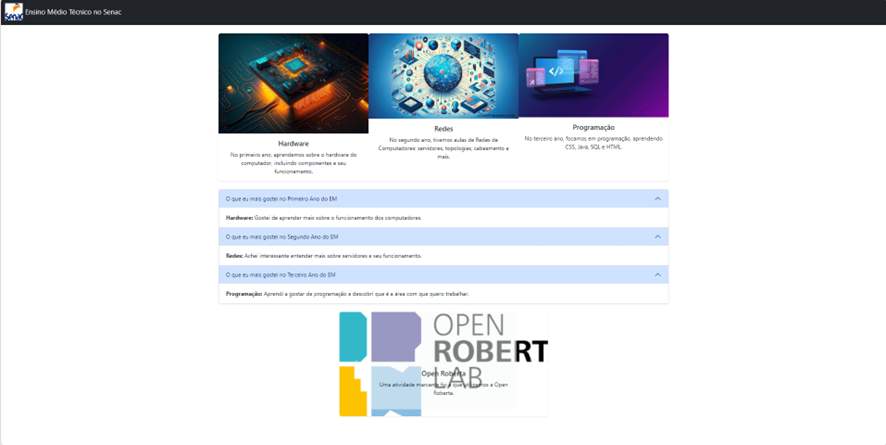 Senac
Ensino Médio Técnico no Senac
Hardware
No primeiro ano, aprendemos sobre o hardware do
computador, incluindo componentes e seu
funcionamento.
Redes
No segundo ano, tivemos aulas de Redes de
Computadores: servidores, topologias, cabeamento e
mais.
</>
Programação
No terceiro ano, focamos em programação, aprendendo
CSS, Java, SQL e HTML.
O que eu mais gostei no Primeiro Ano do EM
Hardware: Gostei de aprender mais sobre o funcionamento dos computadores.
O que eu mais gostei no Segundo Ano do EM
Redes: Achei interessante entender mais sobre servidores e seu funcionamento.
O que eu mais gostei no Terceiro Ano do EM
Programação: Aprendi a gostar de programação e descobri que é a área com que quero trabalhar.
OPEN
ROBERT
LAB
Open Roberta
Uma atividade marcante foi a que usamos a Open
Roberta.